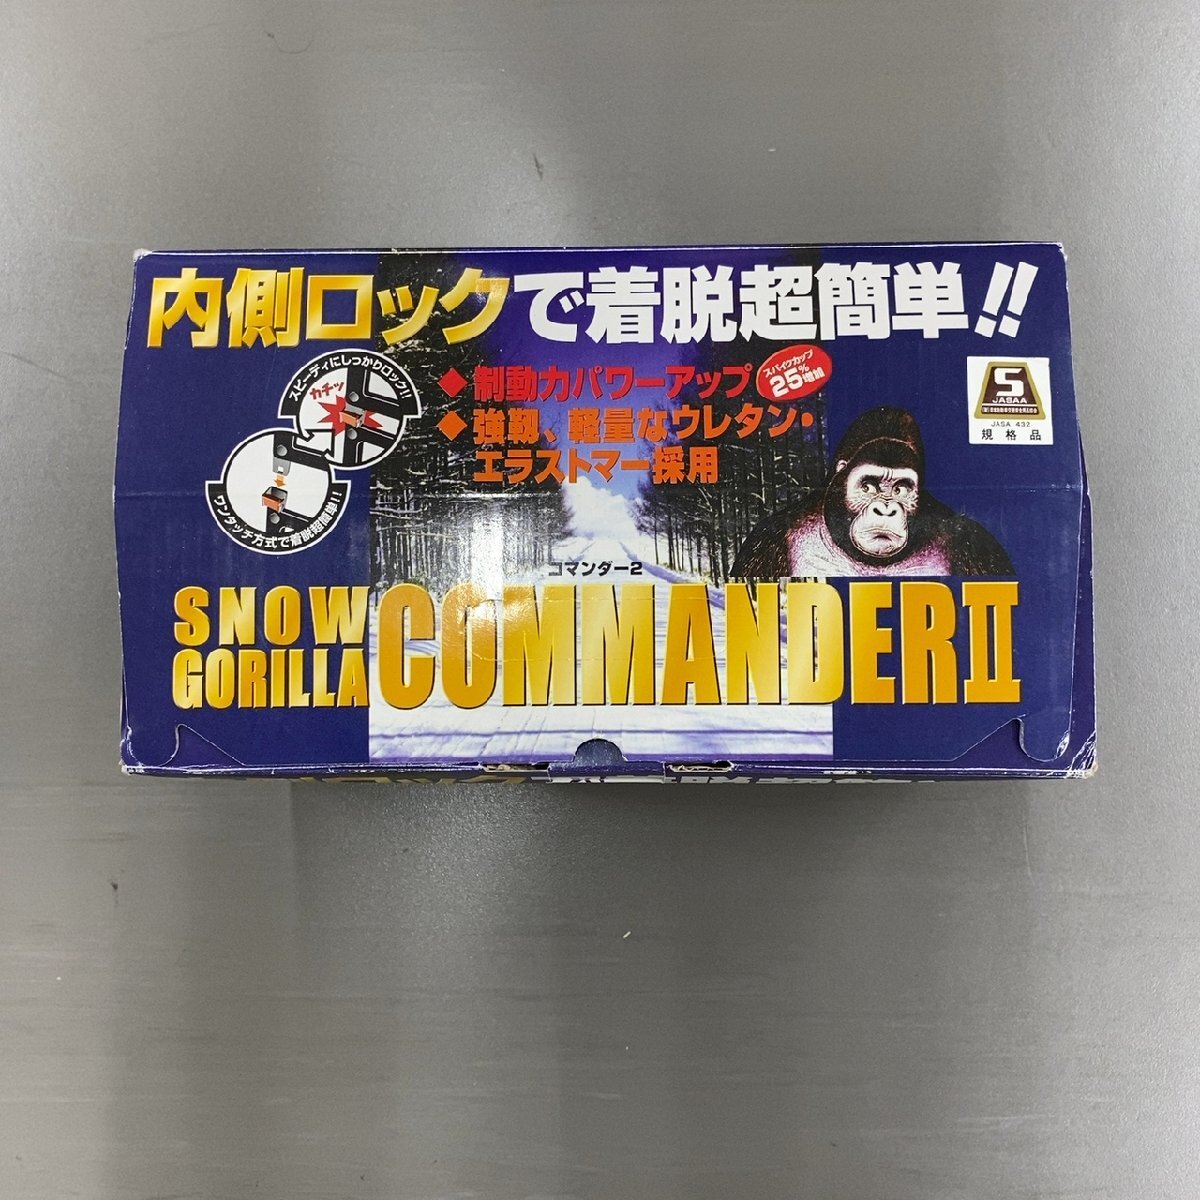 内側ロックで着脱超簡単!!
スピーディにしっかりロック!!
カチッ
ワンタッチ方式で着脱超簡単!!
◆制動力パワーアップ
スパイクカップ
25%増加
◆強靱、軽量なウレタン・
エラストマー採用
S
JASAA
JASA 432
規格品
コマンダー2
SNOW
GORILLA
COMMANDERⅡ